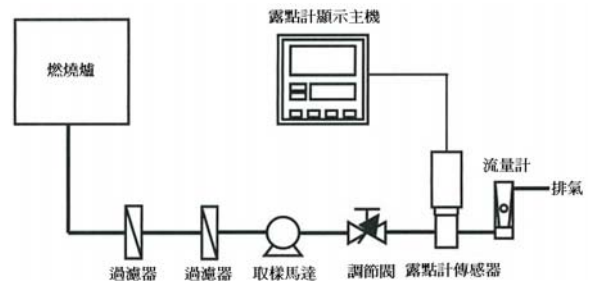 露點計顯示主機
燃燒爐
流量計
排氣
過濾器
過濾器
取樣馬達
調節閥
露點計傳感器